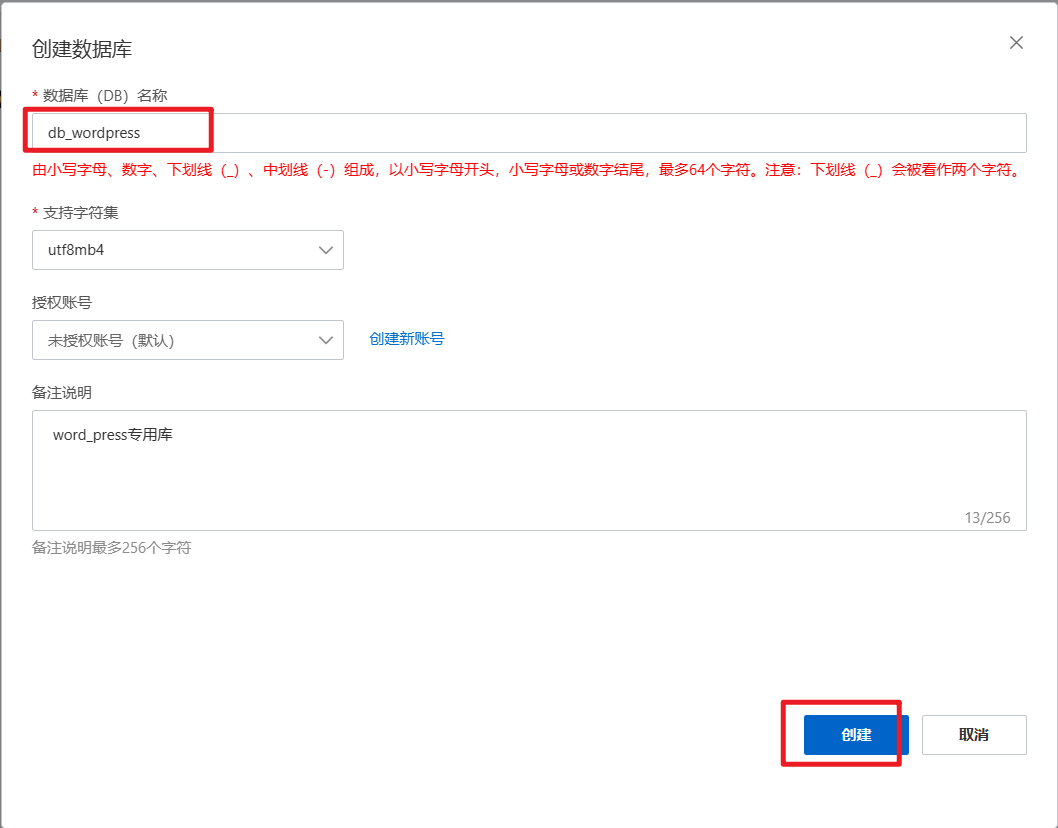 创建数据库
* 数据库（DB）名称
db_wordpress
由小写字母、数字、下划线（_）、中划线（-）组成，以小写字母开头，小写字母或数字结尾，最多64个字符。注意：下划线（_）会被看作两个字符。
* 支持字符集
utf8mb4
授权账号
未授权账号（默认） 创建新账号
备注说明
word_press专用库
13/256
备注说明最多256个字符
创建 取消